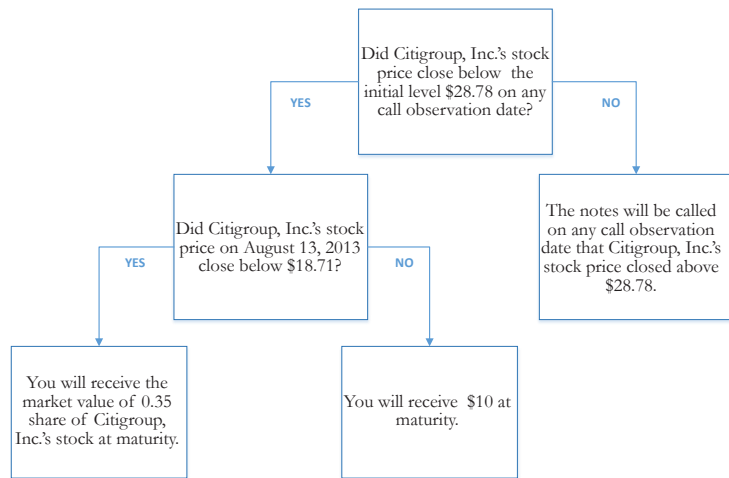 Did Citigroup, Inc.'s stock
price close below the
initial level $28.78 on any
call observation date?
YES
NO
Did Citigroup, Inc.'s stock
price on August 13, 2013
close below $18.71?
The notes will be called
on any call observation
date that Citigroup, Inc.'s
stock price closed above
$28.78.
YES
NO
You will receive the
market value of 0.35
share of Citigroup,
Inc.'s stock at maturity.
You will receive $10 at
maturity.